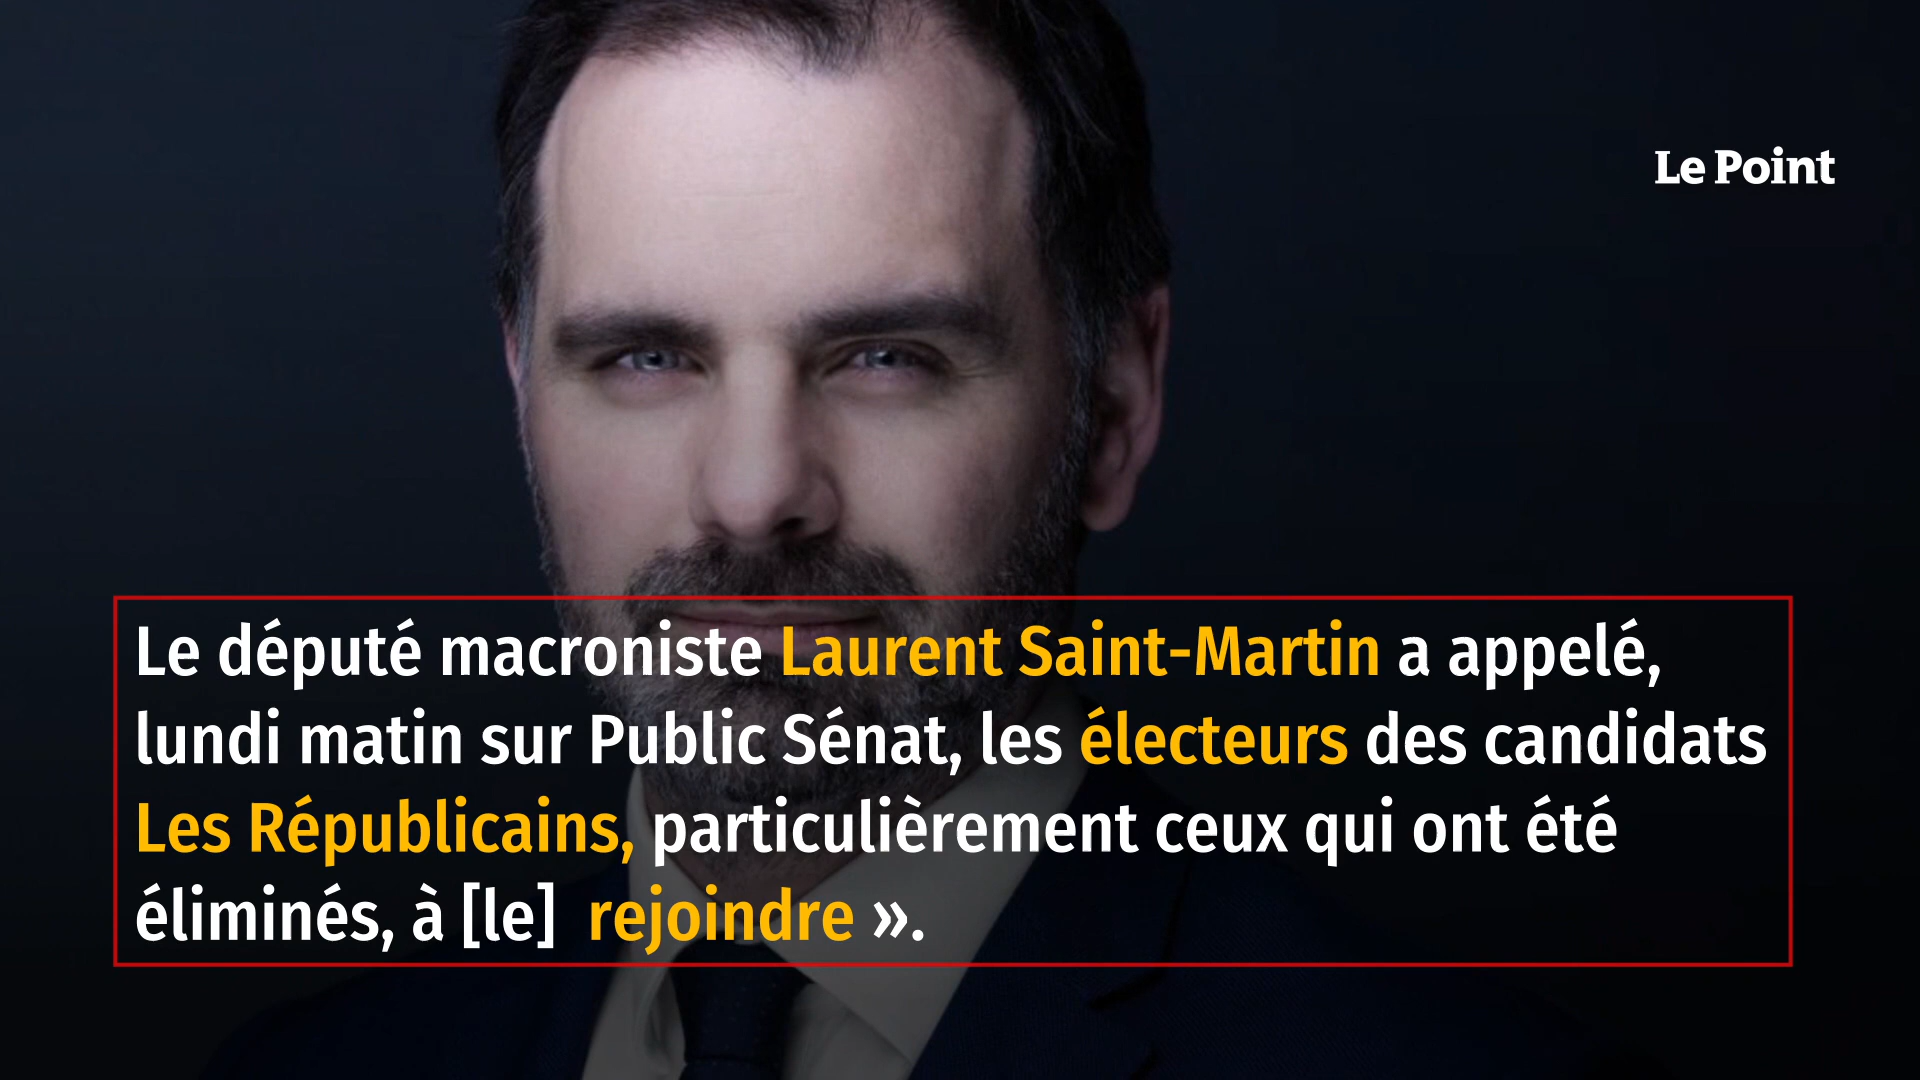 Le Point
Le député macroniste Laurent Saint-Martin a appelé,
lundi matin sur Public Sénat, les électeurs des candidats
Les Républicains, particulièrement ceux qui ont été
éliminés, à [le] rejoindre ».